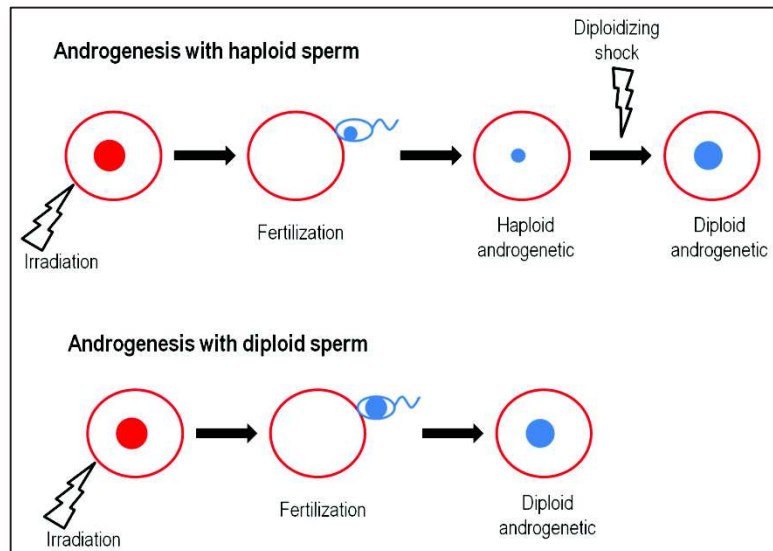 Androgenesis with haploid sperm
Diploidizing
shock
Irradiation
Fertilization
Haploid
androgenetic
Diploid
androgenetic
Androgenesis with diploid sperm
Irradiation
Fertilization
Diploid
androgenetic